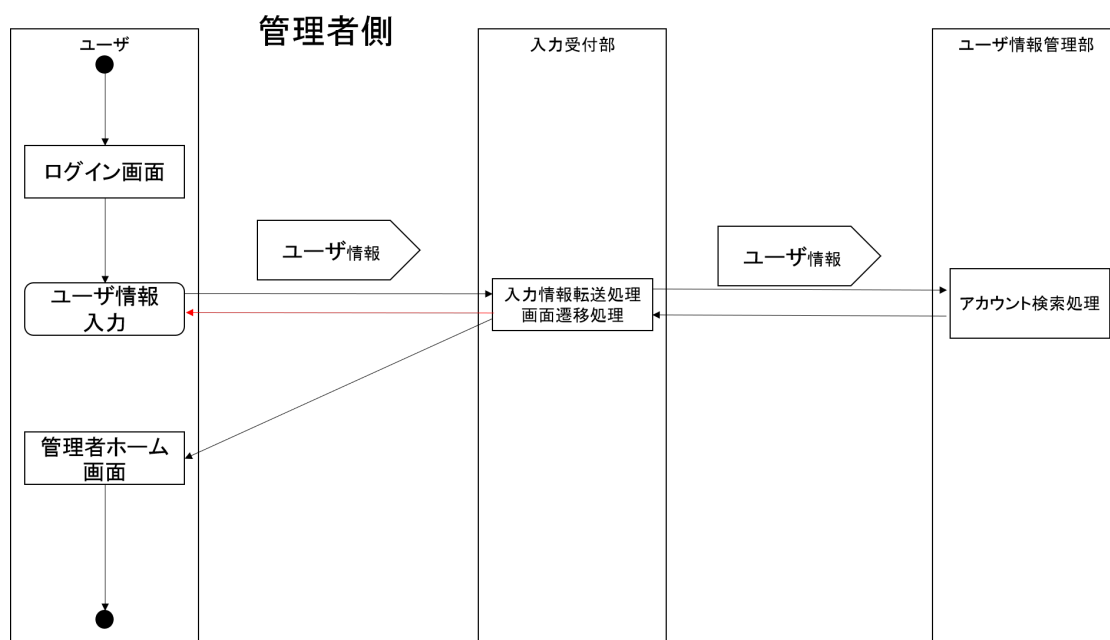 管理者側
ユーザ
入力受付部
ユーザ情報管理部
ログイン画面
ユーザ情報
ユーザ情報
ユーザ情報
入力
入力情報転送処理
画面遷移処理
アカウント検索処理
管理者ホーム
画面